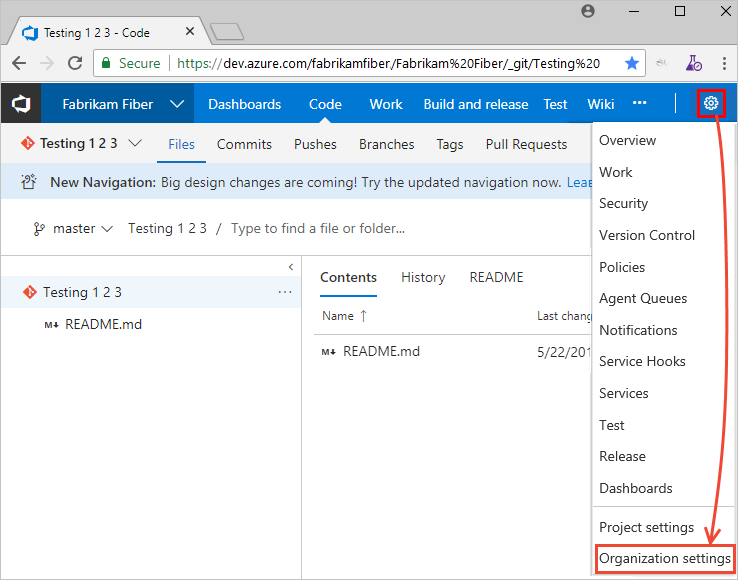 Testing 1 2 3 - Code
Secure https://dev.azure.com/fabrikamfiber/Fabrikam%20Fiber/_git/Testing%20
Fabrikam Fiber Dashboards Code Work Build and release Test Wiki ...
Testing 1 2 3 Files Commits Pushes Branches Tags Pull Requests
New Navigation: Big design changes are coming! Try the updated navigation now. Lea
master Testing 1 2 3 / Type to find a file or folder...
Testing 1 2 3 ...
README.md
Contents History README
Name ↑ Last chang
README.md 5/22/201
Overview
Work
Security
Version Control
Policies
Agent Queues
Notifications
Service Hooks
Services
Test
Release
Dashboards
Project settings
Organization settings